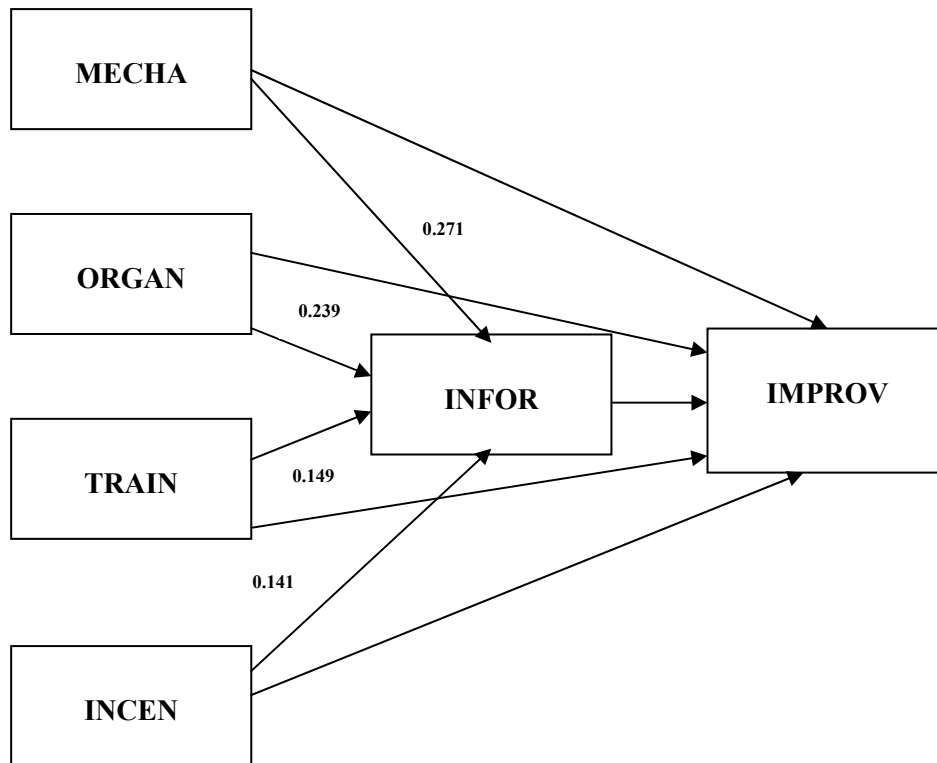 MECHA
0.271
ORGAN
0.239
INFOR
IMPROV
TRAIN
0.149
0.141
INCEN